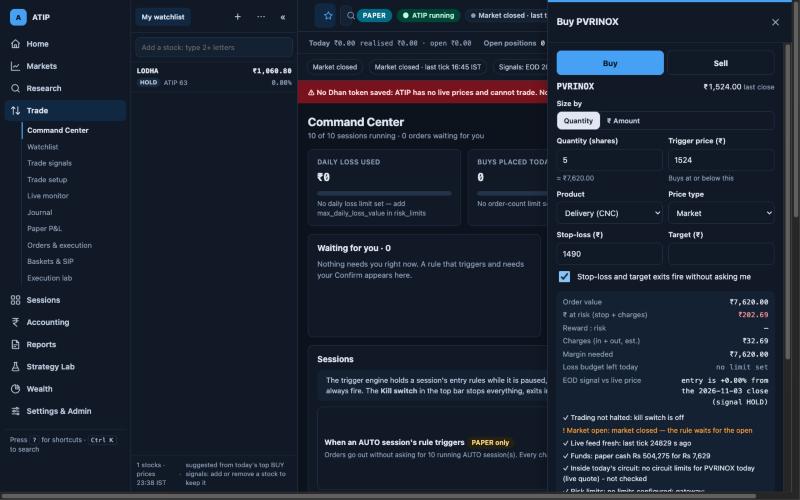 A ATIP
Home
Markets
Research
Trade
Command Center
Watchlist
Trade signals
Trade setup
Live monitor
Journal
Paper P&L
Orders & execution
Baskets & SIP
Execution lab
Sessions
Accounting
Reports
Strategy Lab
Wealth
Settings & Admin
Press ? for shortcuts · Ctrl K
to search
My watchlist + ··· «
Add a stock: type 2+ letters
LODHA ₹1,060.80
HOLD ATIP 63 0.00%
1 stocks · prices 23:38 IST · suggested from today's top BUY signals: add or remove a stock to keep it
PAPER ATIP running Market closed · last t
Today ₹0.00 realised ₹0.00 · open ₹0.00 Open positions 0
Market closed Market closed · last tick 16:45 IST Signals: EOD 20
⚠ No Dhan token saved: ATIP has no live prices and cannot trade. No
Command Center
10 of 10 sessions running · 0 orders waiting for you
DAILY LOSS USED
₹0
No daily loss limit set — add
max_daily_loss_value in risk_limits
BUYS PLACED TODA
0
No order-count limit s
Waiting for you · 0
Nothing needs you right now. A rule that triggers and needs
your Confirm appears here.
Sessions
The trigger engine holds a session's entry rules while it is paused,
always fire. The Kill switch in the top bar stops everything, exits i
When an AUTO session's rule triggers PAPER only
Orders go out without asking for 10 running AUTO session(s). Every cha
Buy PVRINOX ×
Buy Sell
PVRINOX ₹1,524.00 last close
Size by
Quantity ₹ Amount
Quantity (shares) Trigger price (₹)
5 1524
= ₹7,620.00 Buys at or below this
Product Price type
Delivery (CNC) Market
Stop-loss (₹) Target (₹)
1490
Stop-loss and target exits fire without asking me
Order value ₹7,620.00
₹ at risk (stop + charges) ₹202.69
Reward : risk —
Charges (in + out, est.) ₹32.69
Margin needed ₹7,620.00
Loss budget left today no limit set
EOD signal vs live price entry is +0.00% from
the 2026-11-03 close
(signal HOLD)
✓ Trading not halted: kill switch is off
! Market open: market closed — the rule waits for the open
✓ Live feed fresh: last tick 24829 s ago
✓ Funds: paper cash Rs 504,275 for Rs 7,629
✓ Inside today's circuit: no circuit limits for PVRINOX today
(live quote) - not checked
✓ Risk limits: no limits configured: gateway: